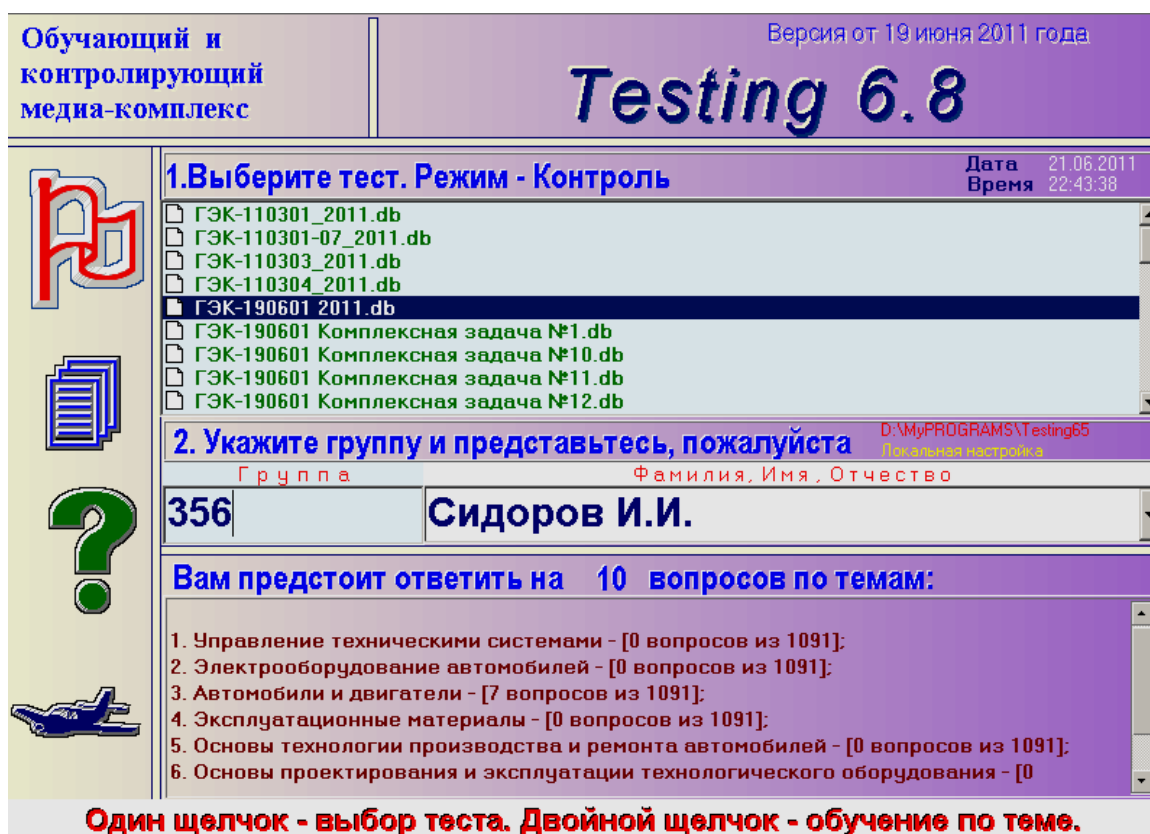 Обучающий и
контролирующий
медиа-комплекс
Версия от 19 июня 2011 года
Testing 6.8
1.Выберите тест. Режим - Контроль
Дата 21.06.2011
Время 22:43:38
ГЭК-110301_2011.db
ГЭК-110301-07_2011.db
ГЭК-110303_2011.db
ГЭК-110304_2011.db
ГЭК-190601 2011.db
ГЭК-190601 Комплексная задача №1.db
ГЭК-190601 Комплексная задача №10.db
ГЭК-190601 Комплексная задача №11.db
ГЭК-190601 Комплексная задача №12.db
2. Укажите группу и представьтесь, пожалуйста
D:\MyPROGRAMS\Testing65
Локальная настройка
Группа Фамилия, Имя, Отчество
356 Сидоров И.И.
Вам предстоит ответить на 10 вопросов по темам:
1. Управление техническими системами - [0 вопросов из 1091];
2. Электрооборудование автомобилей - [0 вопросов из 1091];
3. Автомобили и двигатели - [7 вопросов из 1091];
4. Эксплуатационные материалы - [0 вопросов из 1091];
5. Основы технологии производства и ремонта автомобилей - [0 вопросов из 1091];
6. Основы проектирования и эксплуатации технологического оборудования - [0
Один щелчок - выбор теста. Двойной щелчок - обучение по теме.